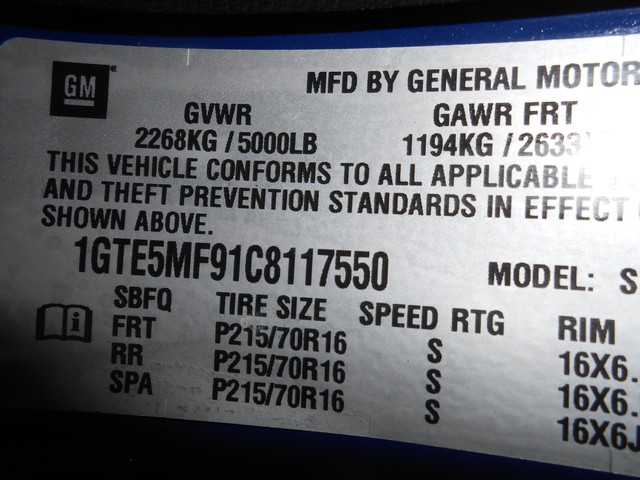 GM
MFD BY GENERAL MOTOR
GVWR GAWR FRT
2268KG / 5000LB 1194KG / 2633
THIS VEHICLE CONFORMS TO ALL APPLICABLE
AND THEFT PREVENTION STANDARDS IN EFFECT
SHOWN ABOVE.
1GTE5MF91C8117550 MODEL: S
SBFQ TIRE SIZE SPEED RTG RIM
FRT P215/70R16 S 16X6.
RR P215/70R16 S 16X6.
SPA P215/70R16 S 16X6J